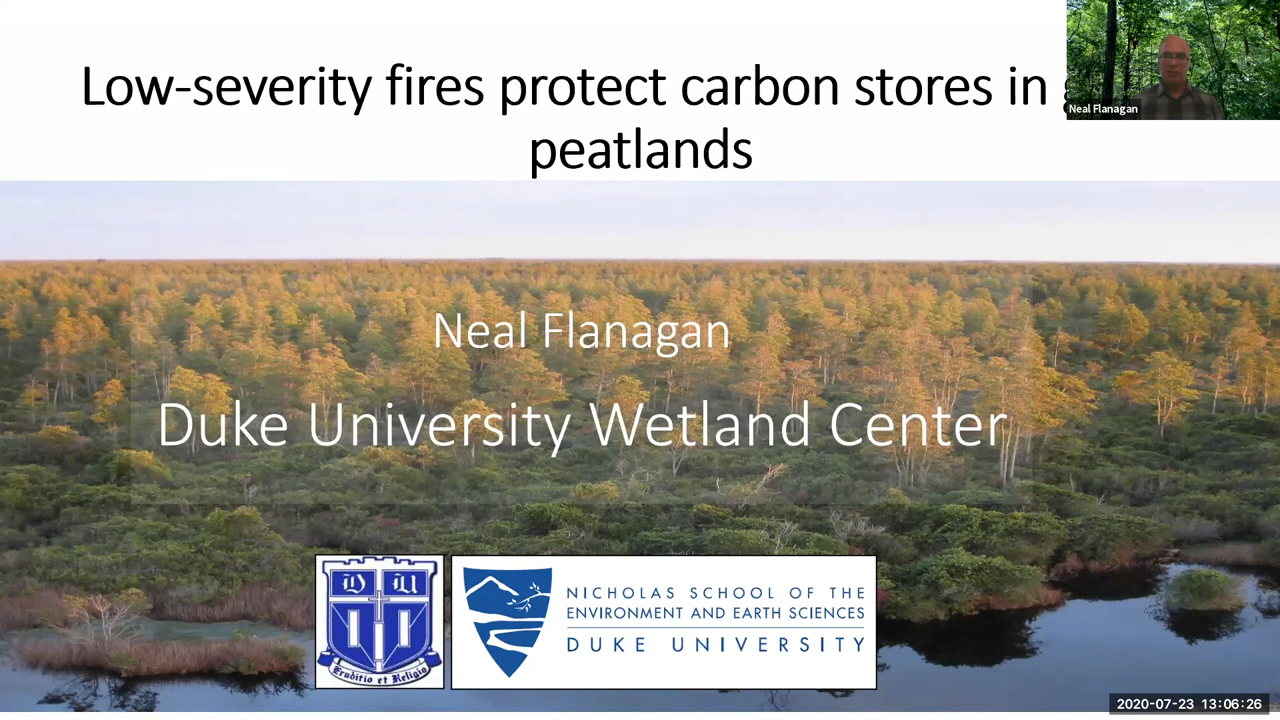 Low-severity fires protect carbon stores in
peatlands
Neal Flanagan
Neal Flanagan
Duke University Wetland Center
D U
Eruditio et Religio
NICHOLAS SCHOOL OF THE
ENVIRONMENT AND EARTH SCIENCES
DUKE UNIVERSITY
2020-07-23 13:06:26